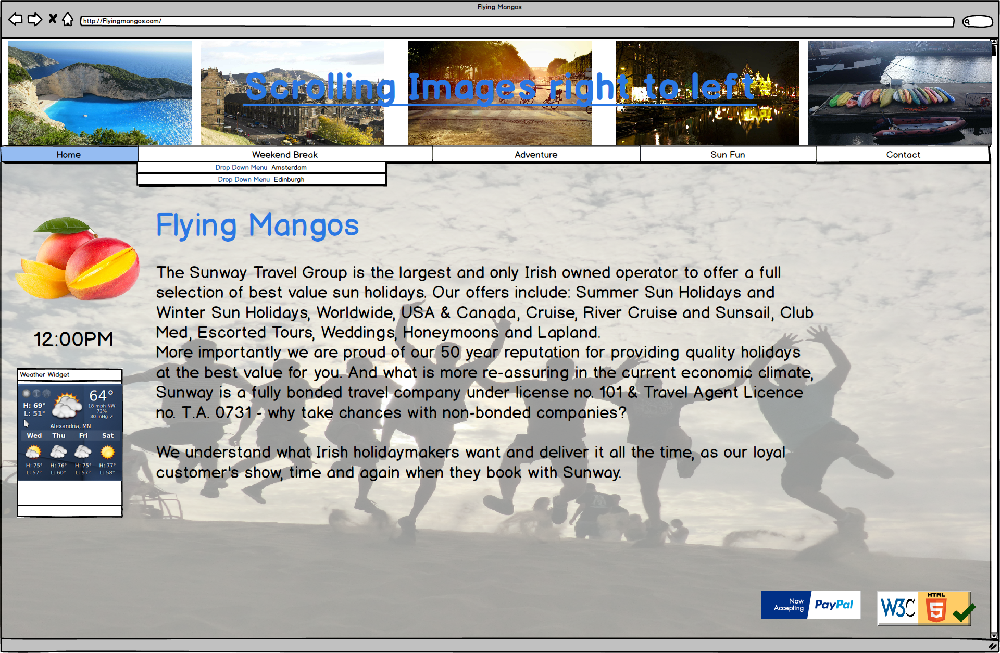 Flying Mangos
http://Flyingmangos.com/
Scrolling Images right to left
Home
Weekend Break
Adventure
Sun Fun
Contact
Drop Down Menu Amsterdam
Drop Down Menu Edinburgh
Flying Mangos
The Sunway Travel Group is the largest and only Irish owned operator to offer a full
selection of best value sun holidays. Our offers include: Summer Sun Holidays and
Winter Sun Holidays, Worldwide, USA & Canada, Cruise, River Cruise and Sunsail, Club
Med, Escorted Tours, Weddings, Honeymoons and Lapland.
More importantly we are proud of our 50 year reputation for providing quality holidays
at the best value for you. And what is more re-assuring in the current economic climate,
Sunway is a fully bonded travel company under license no. 101 & Travel Agent Licence
no. T.A. 0731 - why take chances with non-bonded companies?
We understand what Irish holidaymakers want and deliver it all the time, as our loyal
customer's show, time and again when they book with Sunway.
12:00PM
Weather Widget
64°
18 mph NW
72%
30 inHg ↗
H: 69°
L: 51°
Alexandria, MN
Wed Thu Fri Sat
H: 75° H: 76° H: 75° H: 77°
L: 57° L: 60° L: 57° L: 58°
Now
Accepting
PayPal
W3C
HTML
5